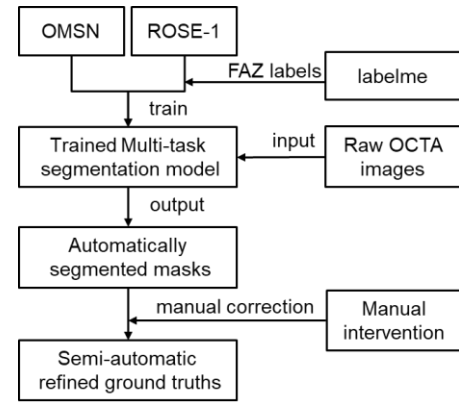 OMSN
ROSE-1
FAZ labels
labelme
train
Trained Multi-task
segmentation model
input
Raw OCTA
images
output
Automatically
segmented masks
manual correction
Manual
intervention
Semi-automatic
refined ground truths